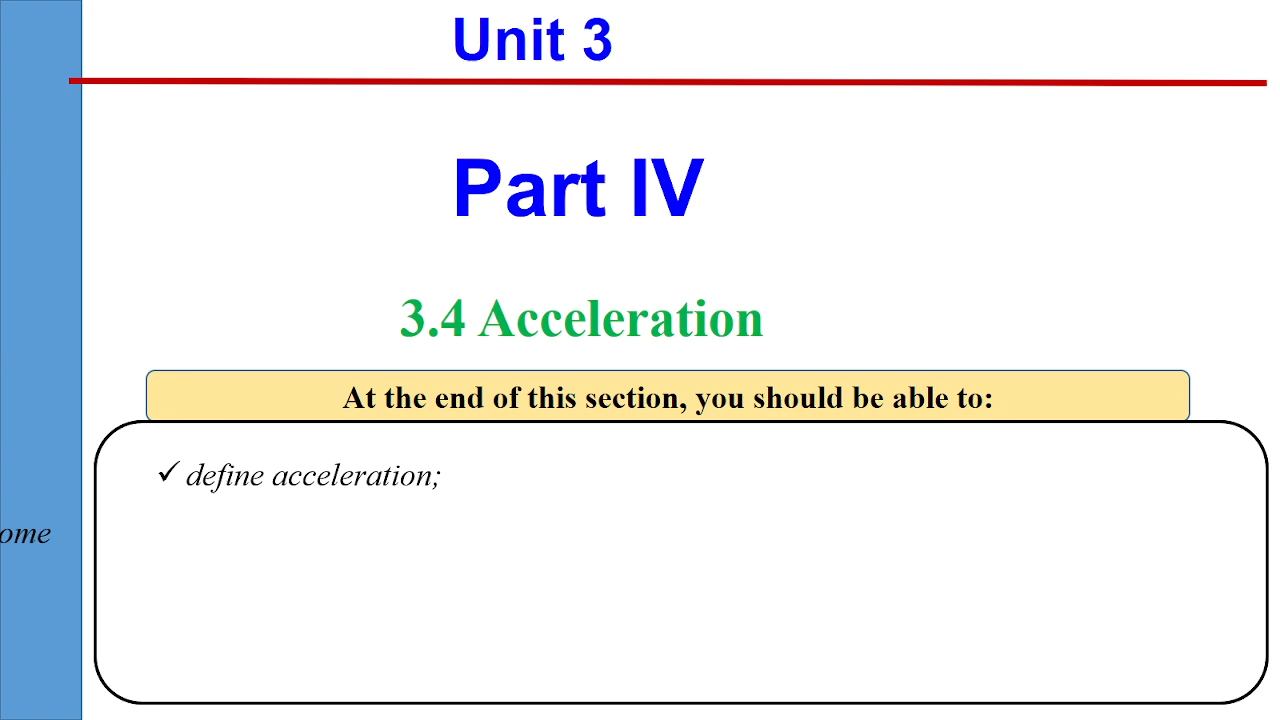 Unit 3
Part IV
3.4 Acceleration
At the end of this section, you should be able to:
✓ define acceleration;
ome